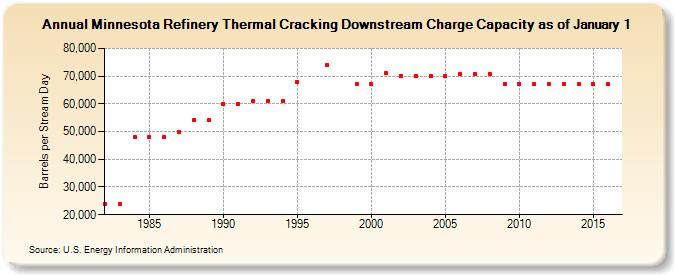 Annual Minnesota Refinery Thermal Cracking Downstream Charge Capacity as of January 1
Barrels per Stream Day
80,000
70,000
60,000
50,000
40,000
30,000
20,000
1985 1990 1995 2000 2005 2010 2015
Source: U.S. Energy Information Administration